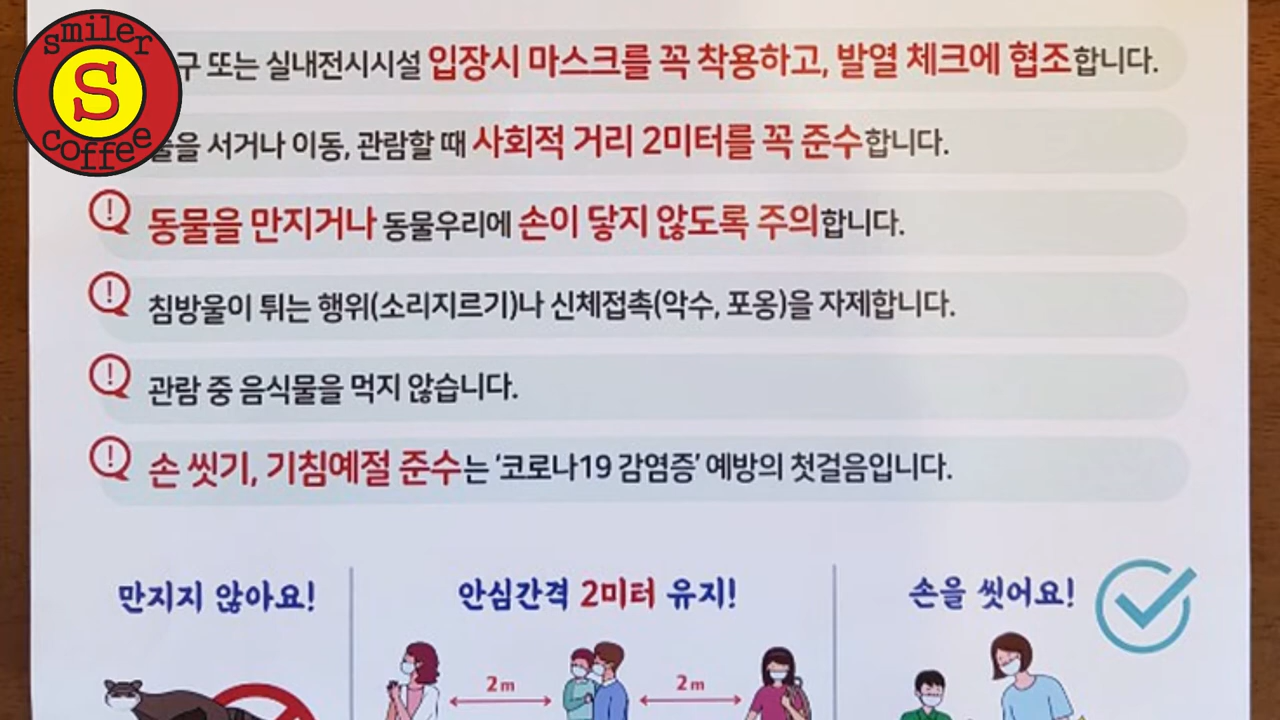 smiler
S
coffee
구 또는 실내전시시설 입장시 마스크를 꼭 착용하고, 발열 체크에 협조합니다.
서거나 이동, 관람할 때 사회적 거리 2미터를 꼭 준수합니다.
동물을 만지거나 동물우리에 손이 닿지 않도록 주의합니다.
침방울이 튀는 행위(소리지르기)나 신체접촉(악수, 포옹)을 자제합니다.
관람 중 음식물을 먹지 않습니다.
손 씻기, 기침예절 준수는 '코로나19 감염증' 예방의 첫걸음입니다.
만지지 않아요!
안심간격 2미터 유지!
손을 씻어요!
2m
2m